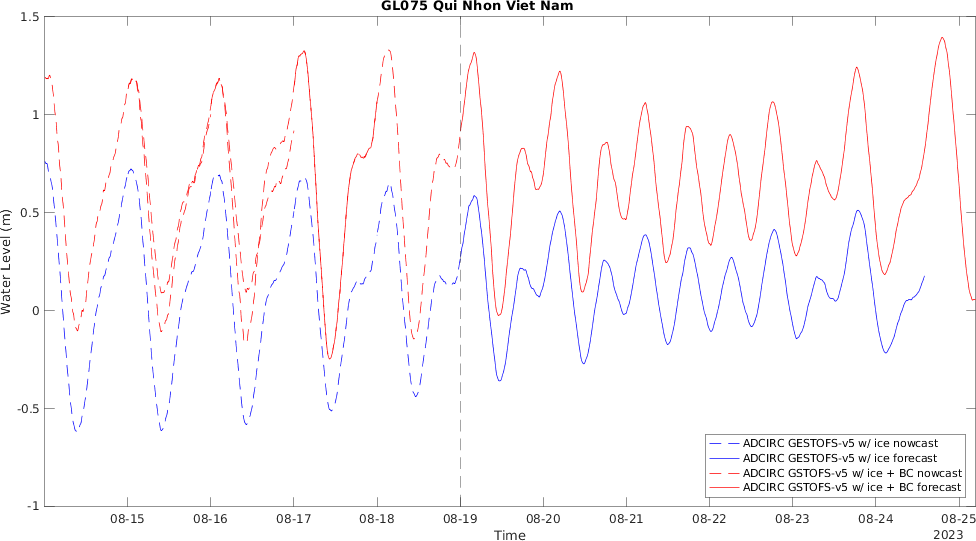 GL075 Qui Nhon Viet Nam
1.5
1
0.5
0
-0.5
-1
Water Level (m)
08-15 08-16 08-17 08-18 08-19 08-20 08-21 08-22 08-23 08-24 08-25
Time
2023
ADCIRC GESTOFS-v5 w/ ice nowcast
ADCIRC GESTOFS-v5 w/ ice forecast
ADCIRC GSTOFS-v5 w/ ice + BC nowcast
ADCIRC GSTOFS-v5 w/ ice + BC forecast